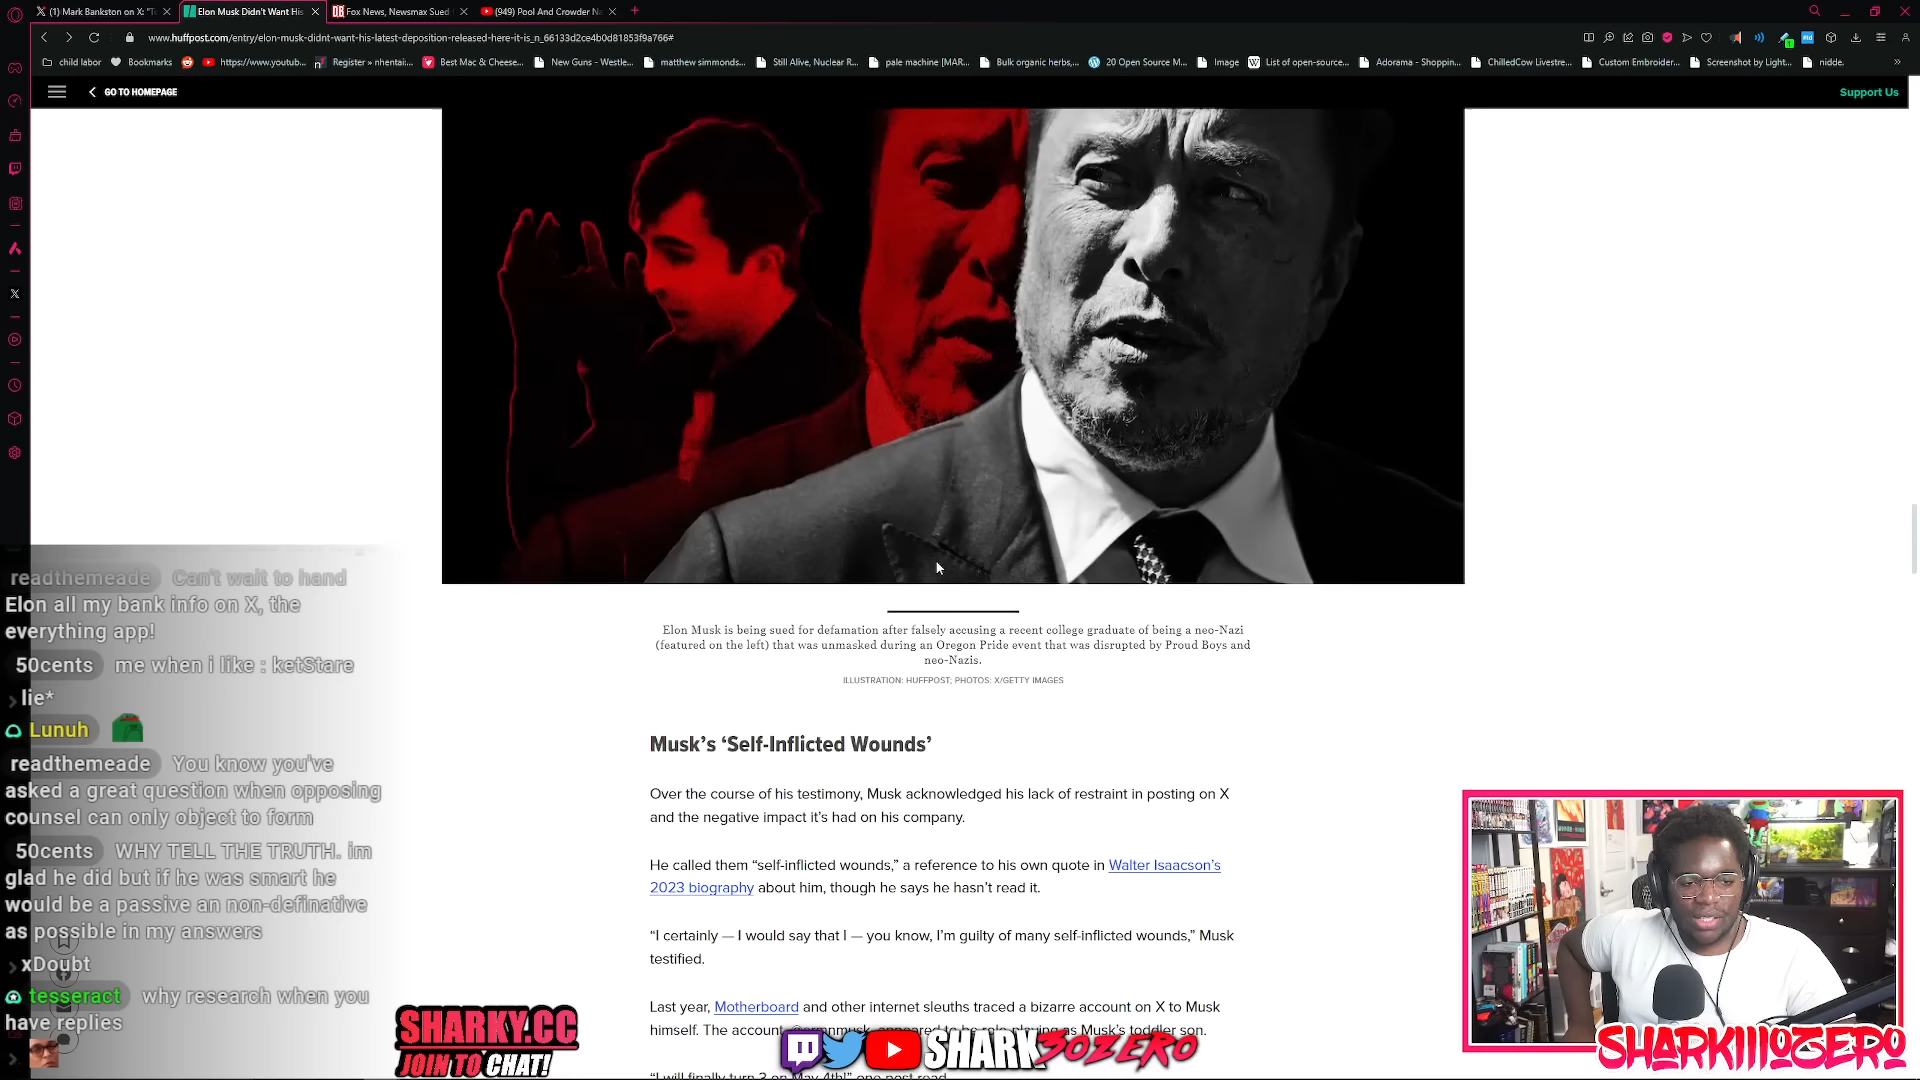 (1) Mark Bankston on X: "T
Elon Musk Didn't Want His
Fox News, Newsmax Sued
(949) Pool And Crowder Na
www.huffpost.com/entry/elon-musk-didnt-want-his-latest-deposition-released-here-it-is_n_66133d2ce4b0d81853f9a766#
child labor
Bookmarks
https://www.youtub...
Register » nhentai:...
Best Mac & Cheese...
New Guns - Westle...
matthew simmonds...
Still Alive, Nuclear R...
pale machine [MAR...
Bulk organic herbs,...
20 Open Source M...
Image
List of open-source...
Adorama - Shoppin...
ChilledCow Livestre...
Custom Embroider...
Screenshot by Light...
nidde.
GO TO HOMEPAGE
Support Us
Elon Musk is being sued for defamation after falsely accusing a recent college graduate of being a neo-Nazi
(featured on the left) that was unmasked during an Oregon Pride event that was disrupted by Proud Boys and
neo-Nazis.
ILLUSTRATION: HUFFPOST; PHOTOS: X/GETTY IMAGES
Musk's ‘Self-Inflicted Wounds’
Over the course of his testimony, Musk acknowledged his lack of restraint in posting on X
and the negative impact it's had on his company.
He called them “self-inflicted wounds,” a reference to his own quote in Walter Isaacson's
2023 biography about him, though he says he hasn't read it.
“I certainly — I would say that I — you know, I'm guilty of many self-inflicted wounds,” Musk
testified.
Last year, Motherboard and other internet sleuths traced a bizarre account on X to Musk
himself. The account, @ermnmusk, appeared to be role-playing as Musk's toddler son.
“I will finally turn 3 on May 4th!” one post read.
readthemeade Can't wait to hand
Elon all my bank info on X, the
everything app!
50cents me when i like : ketStare
lie*
Lunuh
readthemeade You know you've
asked a great question when opposing
counsel can only object to form
50cents WHY TELL THE TRUTH. im
glad he did but if he was smart he
would be a passive an non-definative
as possible in my answers
xDoubt
tesseract why research when you
have replies
SHARKY.CC
JOIN TO CHAT!
SHARK3OZERO
SHARKIIIOZERO